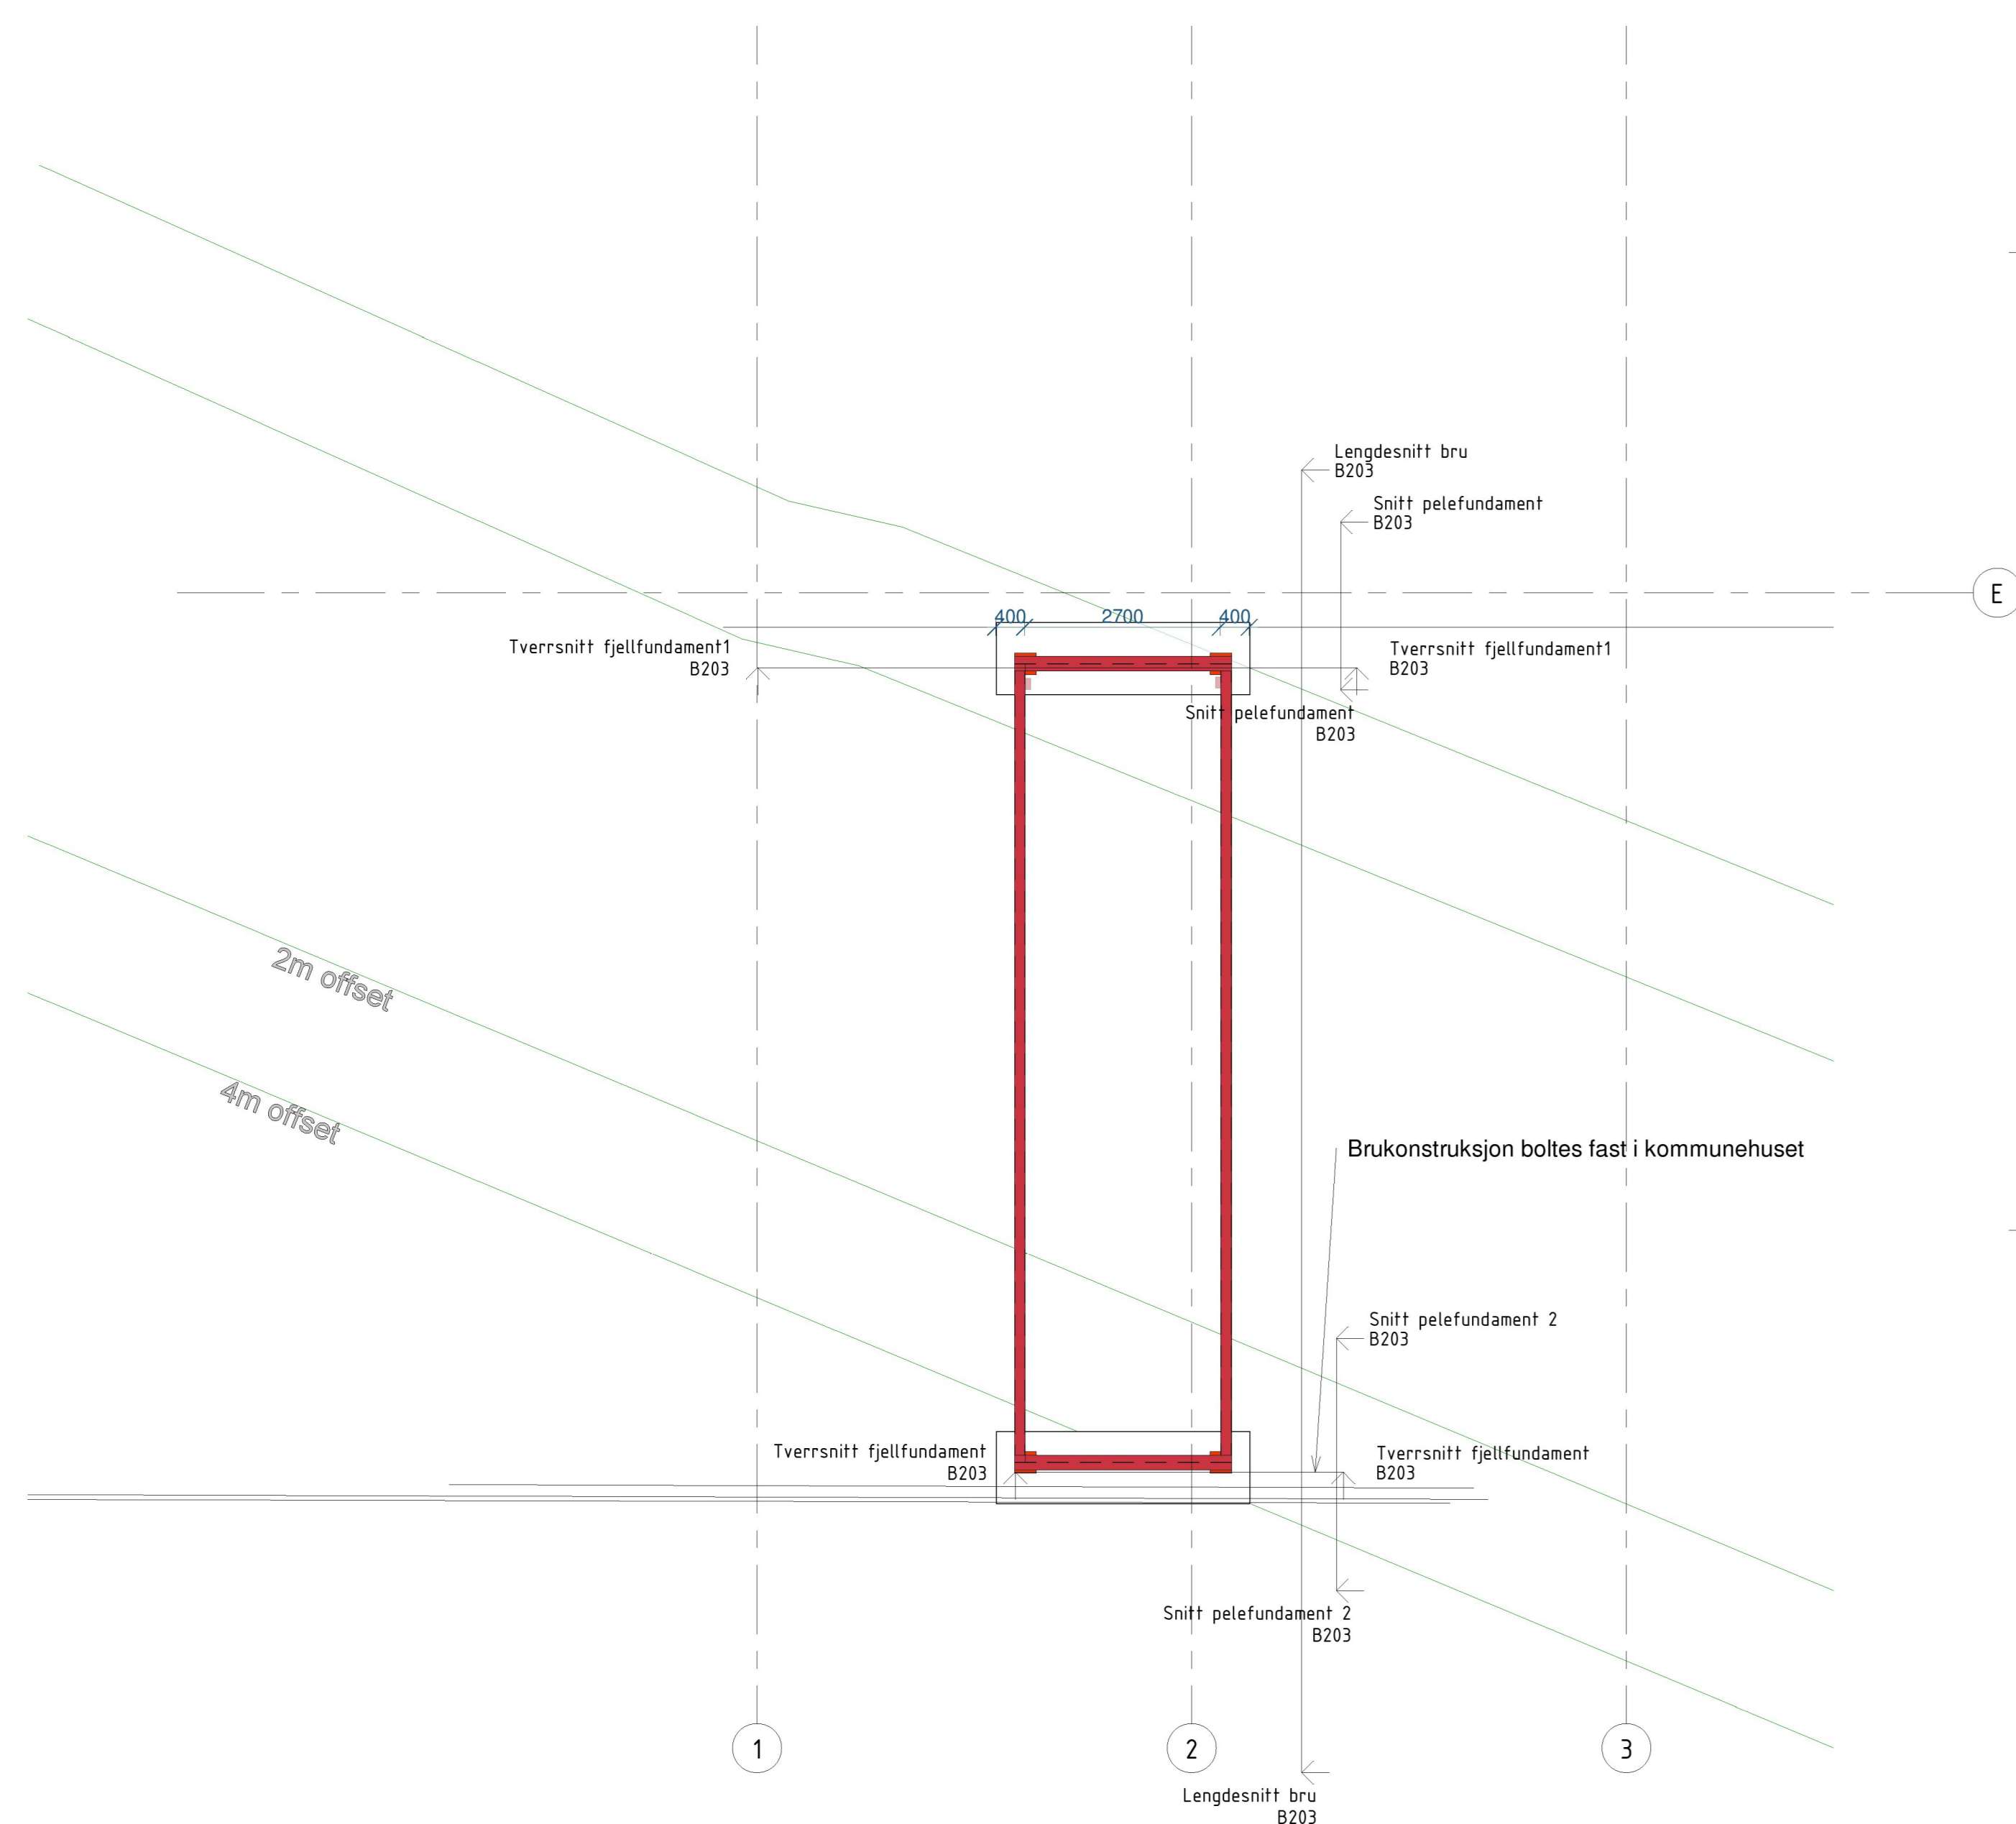 Lengdesnitt bru
B203
Snitt pelefundament
B203
E
400 2700 400
Tverrsnitt fjellfundament1
B203
Tverrsnitt fjellfundament1
B203
Snitt pelefundament
B203
2m offset
4m offset
Brukonstruksjon boltes fast i kommunehuset
Snitt pelefundament 2
B203
Tverrsnitt fjellfundament
B203
Tverrsnitt fjellfundament
B203
Snitt pelefundament 2
B203
1 2 3
Lengdesnitt bru
B203